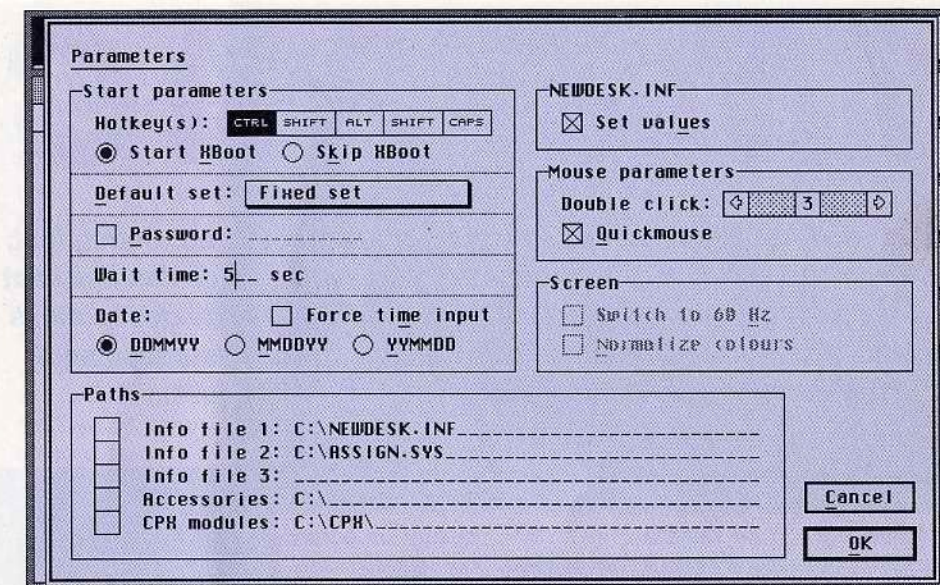 Parameters
Start parameters
Hotkey(s): CTRL SHIFT ALT SHIFT CAPS
Start XBoot Skip XBoot
Default set: Fixed set
Password:
Wait time: 5 sec
Date: Force time input
DDMMYY MMDDYY YYMMDD
NEWDESK.INF
Set values
Mouse parameters
Double click: 3
Quickmouse
Screen
Switch to 60 Hz
Normalize colours
Paths
Info file 1: C:\NEWDESK.INF
Info file 2: C:\ASSIGN.SYS
Info file 3:
Accessories: C:\
CPX modules: C:\CPX\
Cancel
OK